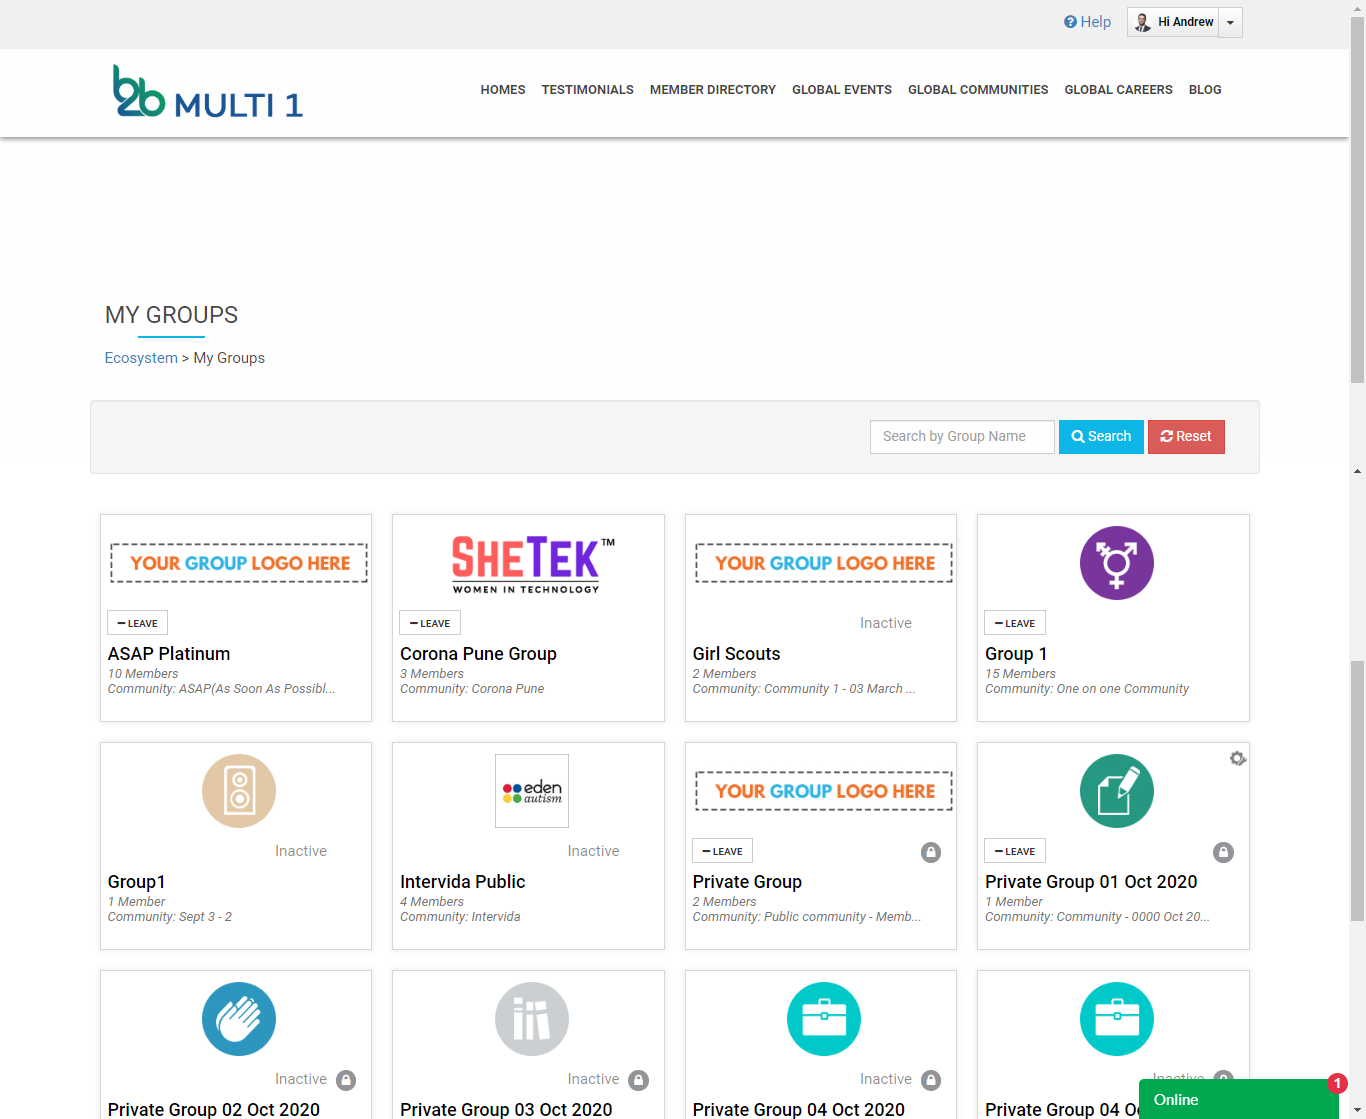 Help
Hi Andrew
b2b MULTI 1
HOMES TESTIMONIALS MEMBER DIRECTORY GLOBAL EVENTS GLOBAL COMMUNITIES GLOBAL CAREERS BLOG
MY GROUPS
Ecosystem > My Groups
Search by Group Name Search Reset
YOUR GROUP LOGO HERE
LEAVE
ASAP Platinum
10 Members
Community: ASAP(As Soon As Possibl...
SHETEK™
WOMEN IN TECHNOLOGY
LEAVE
Corona Pune Group
3 Members
Community: Corona Pune
YOUR GROUP LOGO HERE
Inactive
Girl Scouts
2 Members
Community: Community 1 - 03 March ...
LEAVE
Group 1
15 Members
Community: One on one Community
Inactive
Group1
1 Member
Community: Sept 3 - 2
eden
autism
Inactive
Intervida Public
4 Members
Community: Intervida
YOUR GROUP LOGO HERE
LEAVE
Private Group
2 Members
Community: Public community - Memb...
LEAVE
Private Group 01 Oct 2020
1 Member
Community: Community - 0000 Oct 20...
Inactive
Private Group 02 Oct 2020
Inactive
Private Group 03 Oct 2020
Inactive
Private Group 04 Oct 2020
Inactive
Private Group 04
Online
1